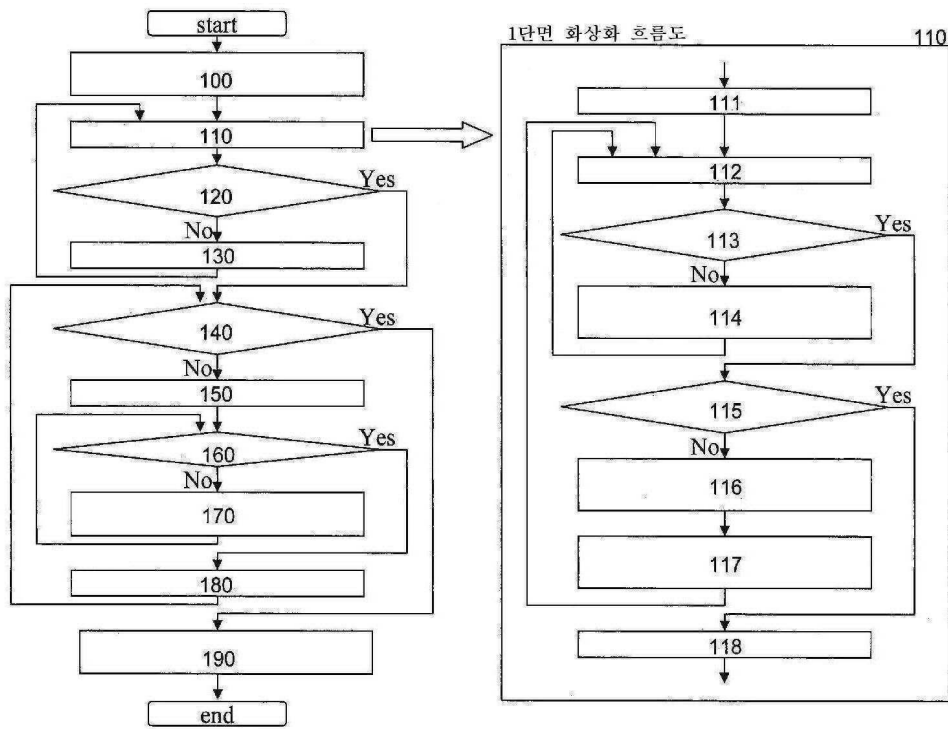 start
100
110
120
Yes
No
130
140
Yes
No
150
160
Yes
No
170
180
190
end
1단면 화상화 흐름도
110
111
112
113
Yes
No
114
115
Yes
No
116
117
118